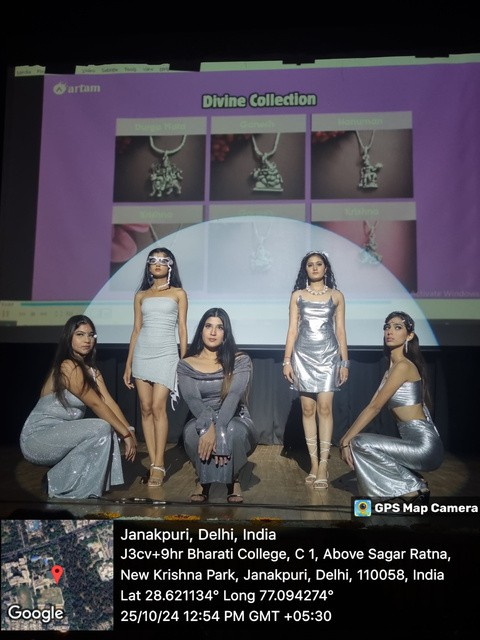 artam
Divine Collection
Ganesh
Hanuman
GPS Map Camera
Janakpuri, Delhi, India
J3cv+9hr Bharati College, C 1, Above Sagar Ratna,
New Krishna Park, Janakpuri, Delhi, 110058, India
Lat 28.621134° Long 77.094274°
25/10/24 12:54 PM GMT +05:30
Google